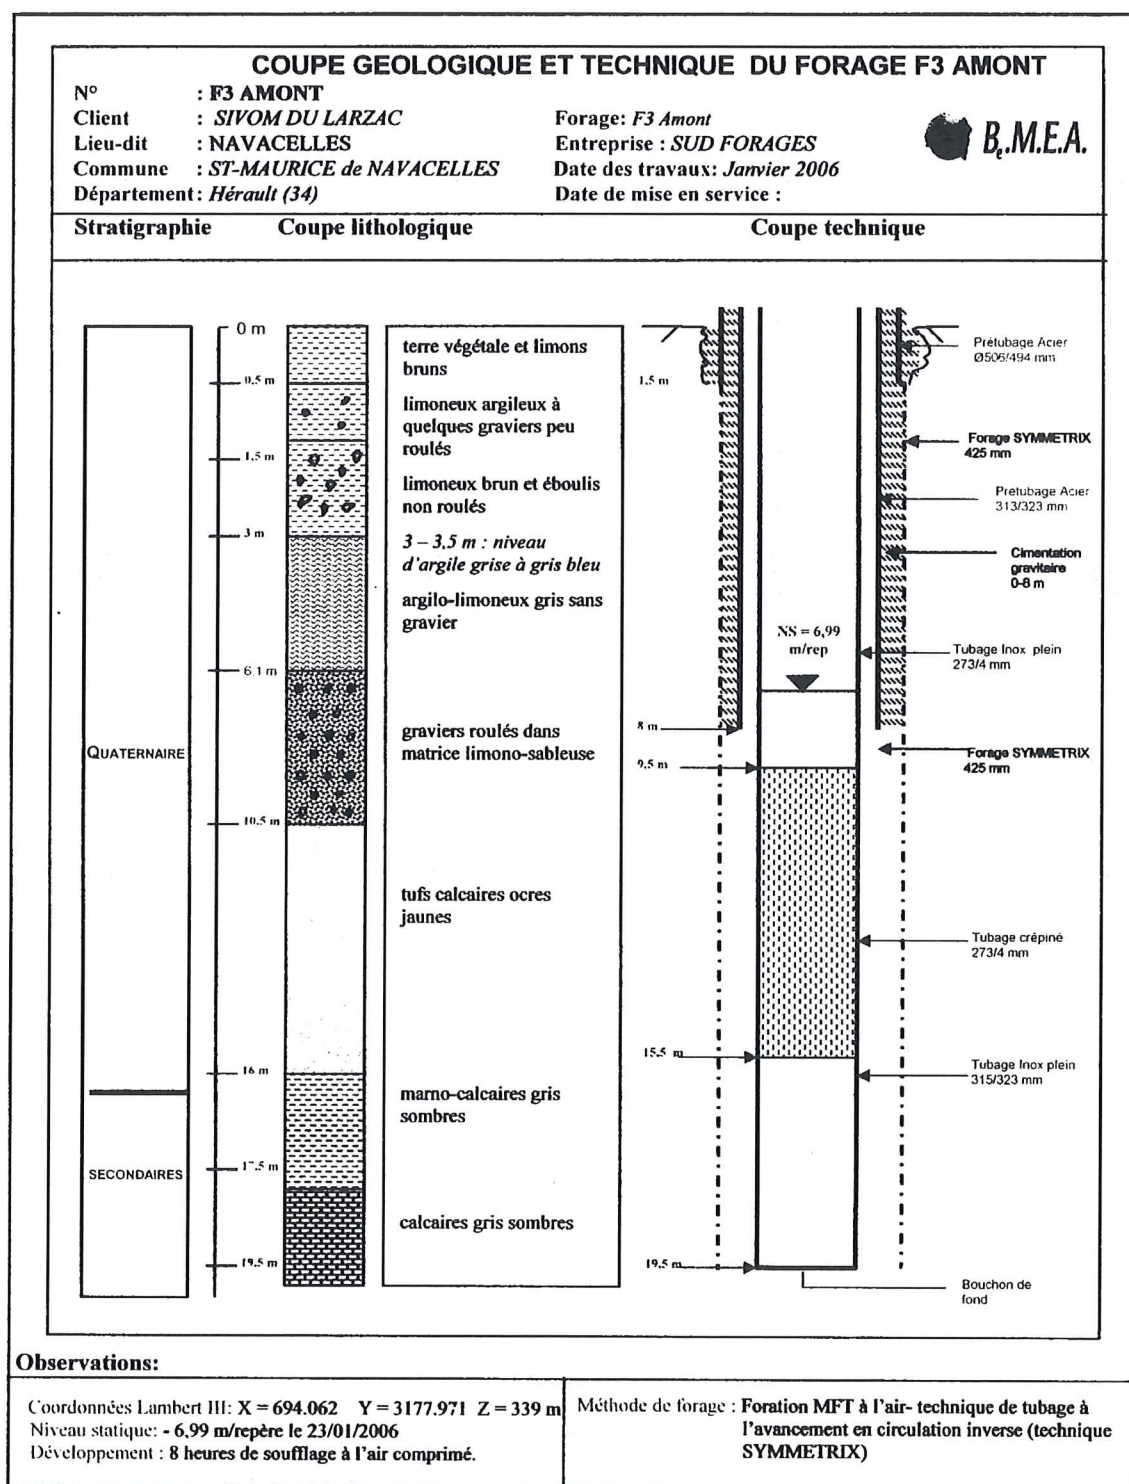 COUPE GEOLOGIQUE ET TECHNIQUE DU FORAGE F3 AMONT
N° : F3 AMONT
Client : SIVOM DU LARZAC
Lieu-dit : NAVACELLES
Commune : ST-MAURICE de NAVACELLES
Département : Hérault (34)
Forage: F3 Amont
Entreprise : SUD FORAGES
Date des travaux: Janvier 2006
Date de mise en service :
B.M.E.A.
Stratigraphie Coupe lithologique Coupe technique
QUATERNAIRE
SECONDAIRES
0 m
0,5 m
1,5 m
3 m
6,1 m
10,5 m
16 m
17,5 m
19,5 m
terre végétale et limons
bruns
limoneux argileux à
quelques graviers peu
roulés
limoneux brun et éboulis
non roulés
3 – 3,5 m : niveau
d'argile grise à gris bleu
argilo-limoneux gris sans
gravier
graviers roulés dans
matrice limono-sableuse
tufs calcaires ocres
jaunes
marno-calcaires gris
sombres
calcaires gris sombres
1,5 m
8 m
9,5 m
15,5 m
19,5 m
NS = 6,99
m/rep
Prétubage Acier
Ø506/494 mm
Forage SYMMETRIX
425 mm
Prétubage Acier
313/323 mm
Cimentation
gravitaire
0-8 m
Tubage Inox plein
273/4 mm
Forage SYMMETRIX
425 mm
Tubage crépiné
273/4 mm
Tubage Inox plein
315/323 mm
Bouchon de
fond
Observations:
Coordonnées Lambert III: X = 694.062 Y = 3177.971 Z = 339 m
Niveau statique: - 6,99 m/repère le 23/01/2006
Développement : 8 heures de soufflage à l'air comprimé.
Méthode de forage : Foration MFT à l'air- technique de tubage à
l'avancement en circulation inverse (technique
SYMMETRIX)